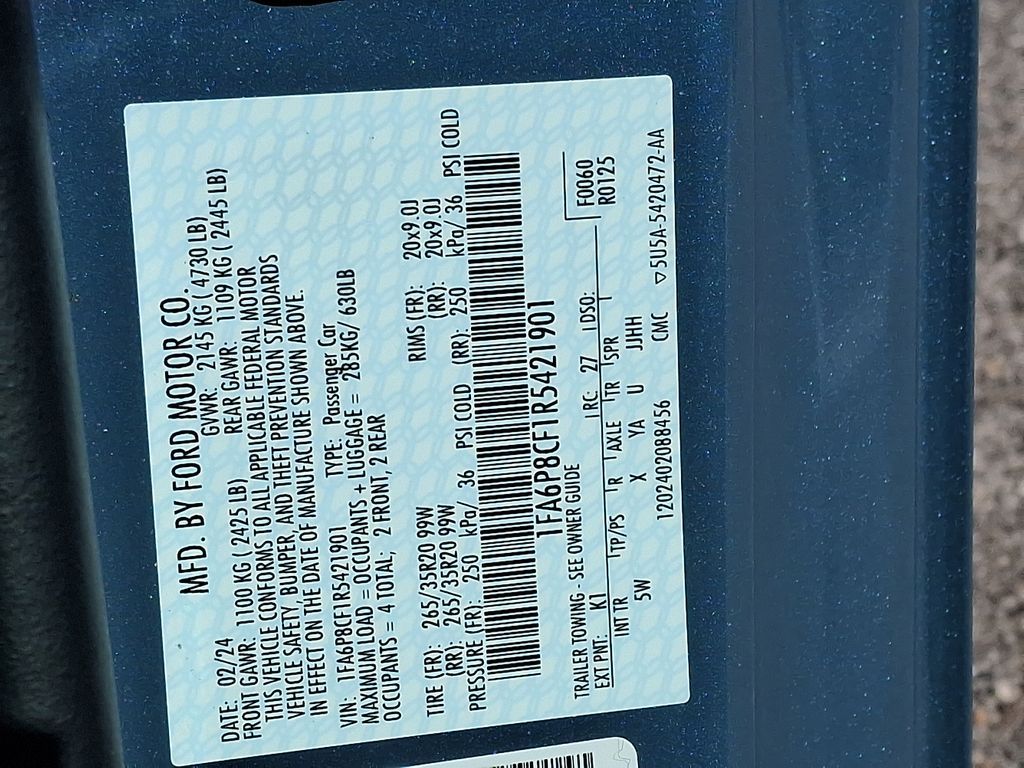 MFD. BY FORD MOTOR CO.
DATE: 02/24 GVWR: 2145 KG ( 4730 LB)
FRONT GAWR: 1100 KG ( 2425 LB) REAR GAWR: 1109 KG ( 2445 LB)
THIS VEHICLE CONFORMS TO ALL APPLICABLE FEDERAL MOTOR
VEHICLE SAFETY, BUMPER, AND THEFT PREVENTION STANDARDS
IN EFFECT ON THE DATE OF MANUFACTURE SHOWN ABOVE.
VIN: 1FA6P8CF1R5421901 TYPE: Passenger Car
MAXIMUM LOAD = OCCUPANTS + LUGGAGE = 285KG/ 630LB
OCCUPANTS = 4 TOTAL; 2 FRONT, 2 REAR
TIRE (FR): 265/35R20 99W RIMS (FR): 20x9.0J
(RR): 265/35R20 99W (RR): 20x9.0J
PRESSURE (FR): 250 kPa/ 36 PSI COLD (RR): 250 kPa/ 36 PSI COLD
1FA6P8CF1R5421901
TRAILER TOWING - SEE OWNER GUIDE
EXT PNT: K1 RC: 27 DSO: F0060
R0125
INT TR TP/PS R AXLE TR SPR
5W X YA U JJHH
1202402088456 CMC ▽5U5A-5420472-AA